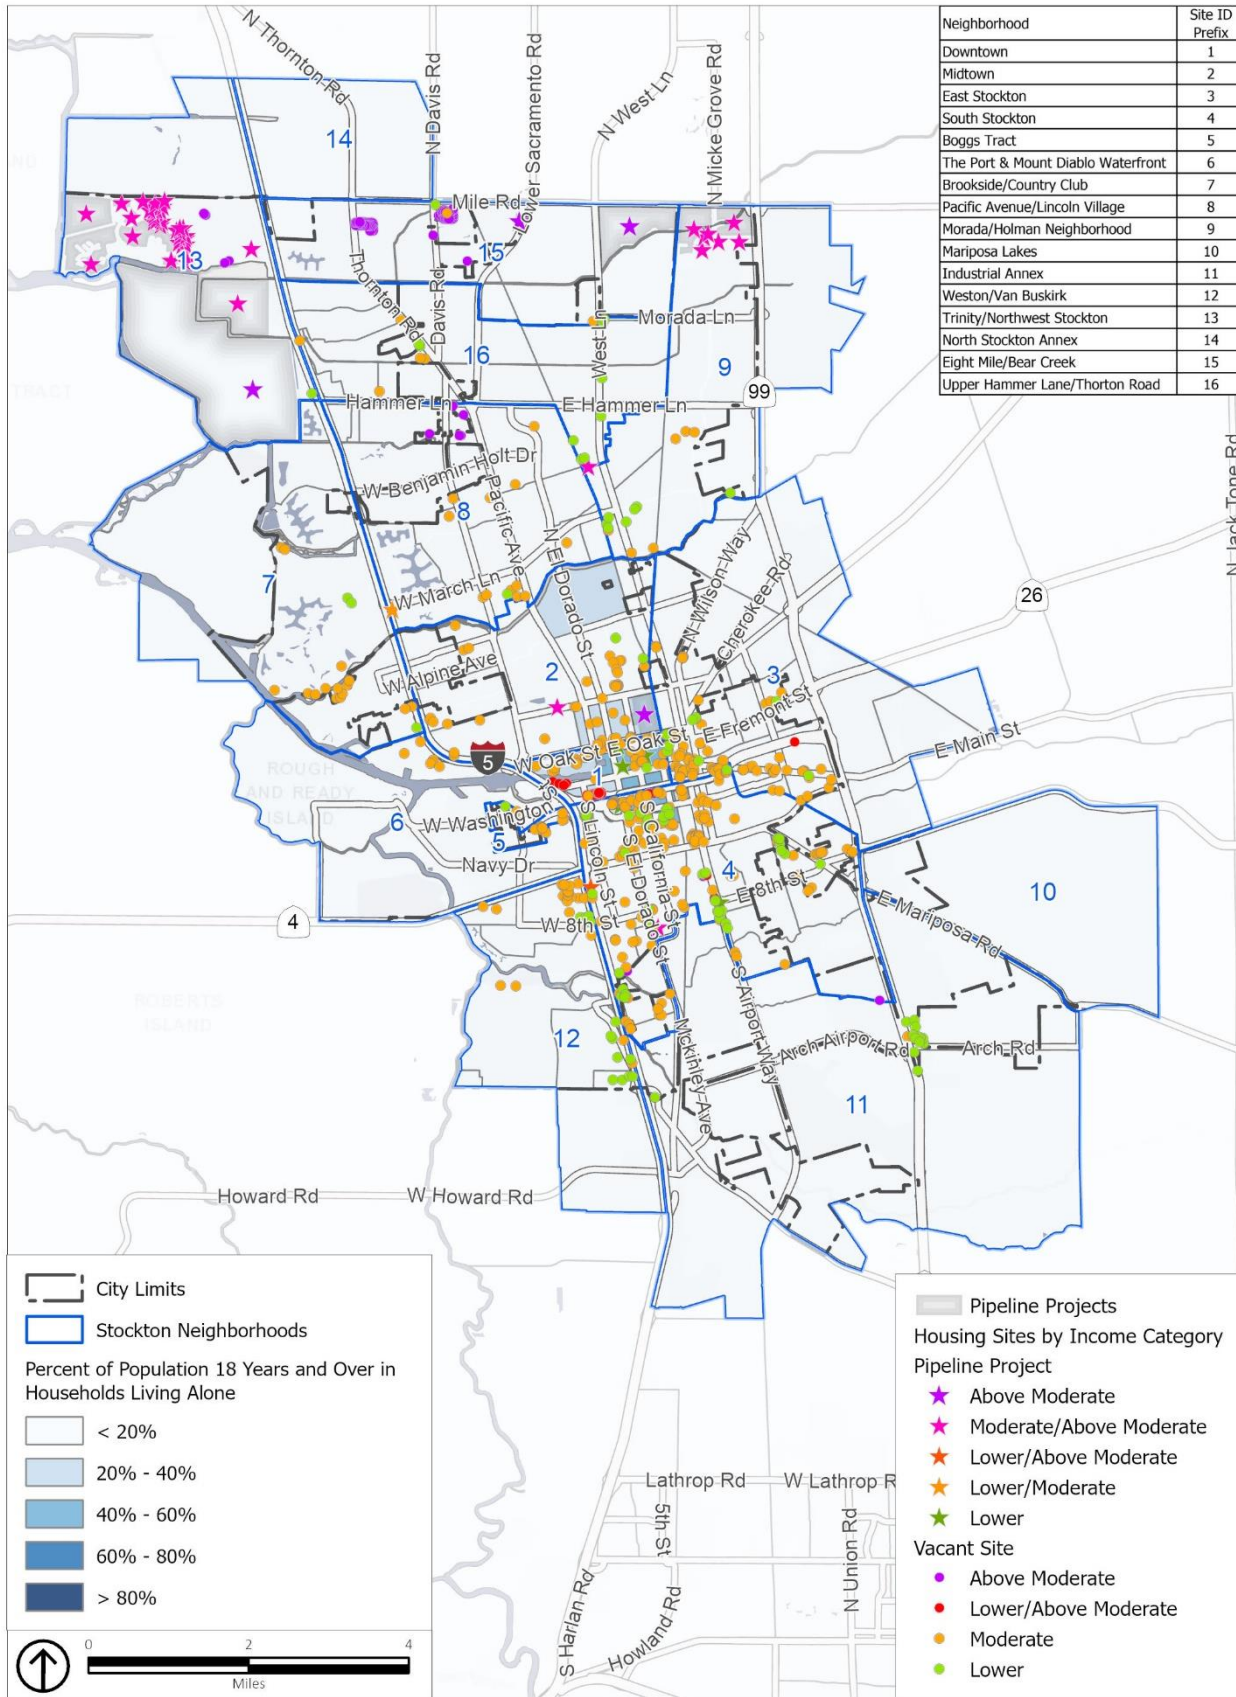 Neighborhood Site ID Prefix
Downtown 1
Midtown 2
East Stockton 3
South Stockton 4
Boggs Tract 5
The Port & Mount Diablo Waterfront 6
Brookside/Country Club 7
Pacific Avenue/Lincoln Village 8
Morada/Holman Neighborhood 9
Mariposa Lakes 10
Industrial Annex 11
Weston/Van Buskirk 12
Trinity/Northwest Stockton 13
North Stockton Annex 14
Eight Mile/Bear Creek 15
Upper Hammer Lane/Thorton Road 16
N Thornton Rd
N Davis Rd
Lower Sacramento Rd
N West Ln
N Micke Grove Rd
14
Mile Rd
13
15
Thornton Rd
Davis Rd
16
West Ln
Morada Ln
9
99
TRACT
Hammer Ln
E Hammer Ln
W Benjamin Holt Dr
8
Pacific Ave
N El Dorado St
N Wilson Way
Cherokee Rd
N Jack Tone Rd
7
W March Ln
26
2
3
W Alpine Ave
E Fremont St
W Oak St
E Oak St
E Main St
5
1
ROUGH
AND READY
ISLAND
6
W Washington St
5
S Lincoln St
S El Dorado St
S California St
Navy Dr
4
E 8th St
10
4
W 8th St
E Mariposa Rd
ROBERTS
ISLAND
12
S Airport Way
Mckinley Ave
Arch Airport Rd
Arch Rd
11
Howard Rd
W Howard Rd
Lathrop Rd
W Lathrop R
5th St
N Union Rd
S Harlan Rd
Howland Rd
City Limits
Stockton Neighborhoods
Percent of Population 18 Years and Over in
Households Living Alone
< 20%
20% - 40%
40% - 60%
60% - 80%
> 80%
0 2 4
Miles
Pipeline Projects
Housing Sites by Income Category
Pipeline Project
Above Moderate
Moderate/Above Moderate
Lower/Above Moderate
Lower/Moderate
Lower
Vacant Site
Above Moderate
Lower/Above Moderate
Moderate
Lower